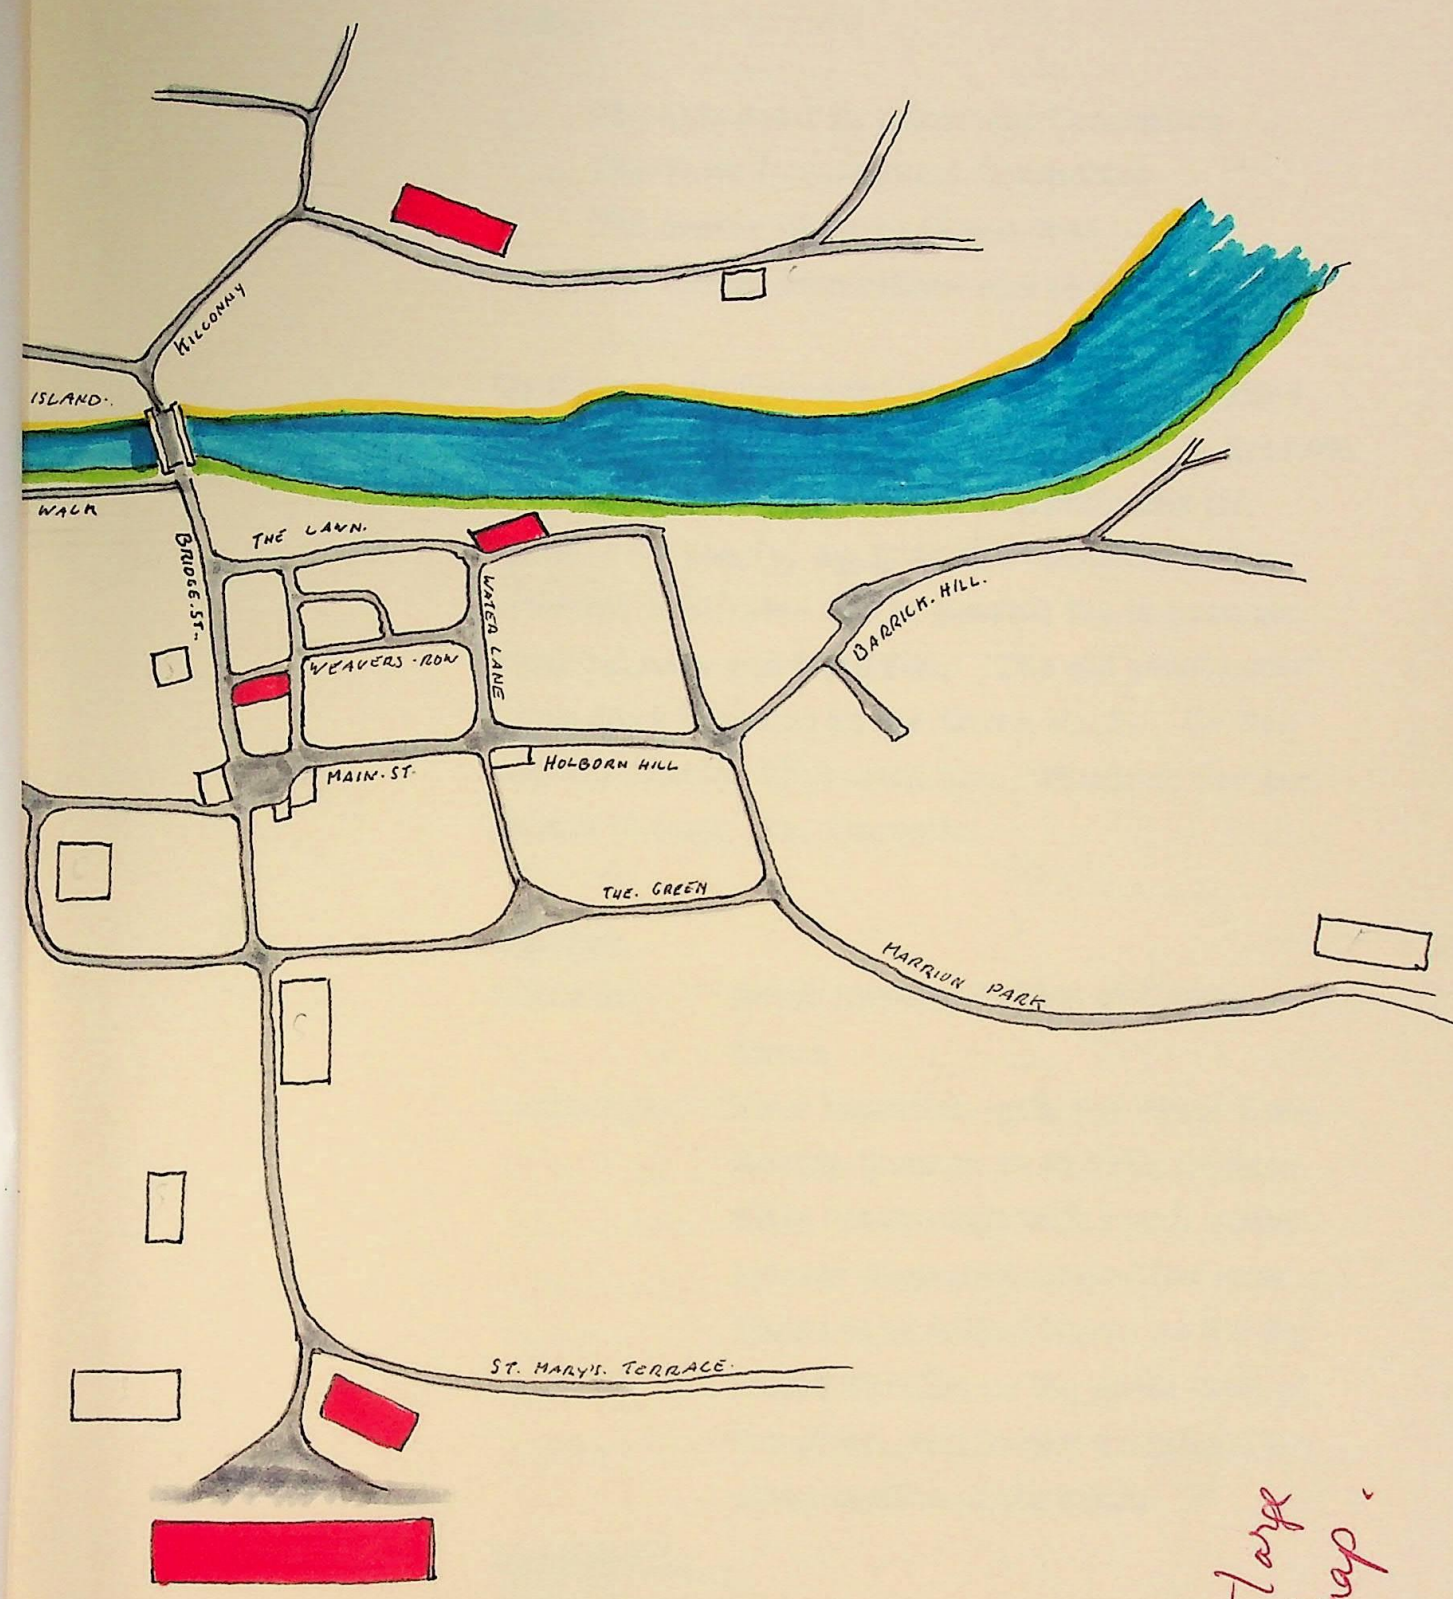 KILCONNY
ISLAND.
WALK
THE LAWN.
BRIDGE.ST..
WATER LANE
BARRICK.HILL.
WEAVERS.ROW
MAIN.ST.
HOLBORN HILL
THE. GREEN
MARRION PARK
ST. MARY'S. TERRACE.